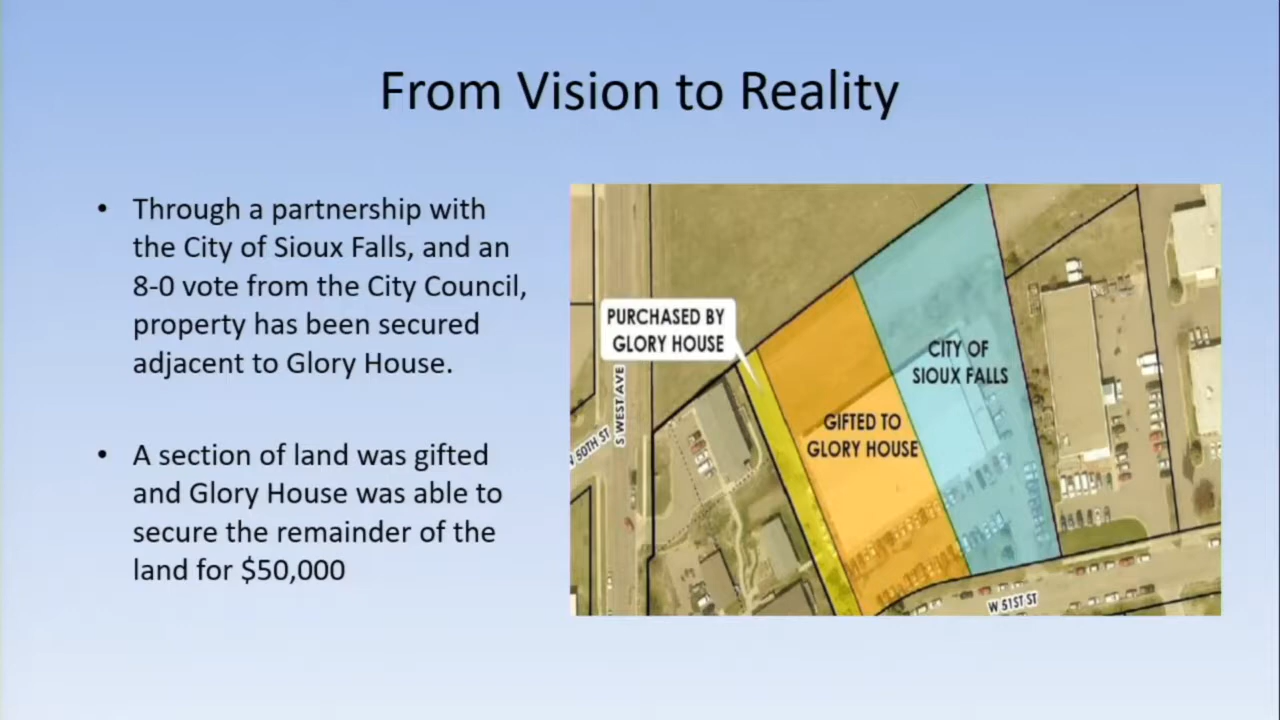 From Vision to Reality
• Through a partnership with
the City of Sioux Falls, and an
8-0 vote from the City Council,
property has been secured
adjacent to Glory House.
• A section of land was gifted
and Glory House was able to
secure the remainder of the
land for $50,000
PURCHASED BY
GLORY HOUSE
CITY OF
SIOUX FALLS
GIFTED TO
GLORY HOUSE
S WEST AVE
50TH ST
W 51ST ST